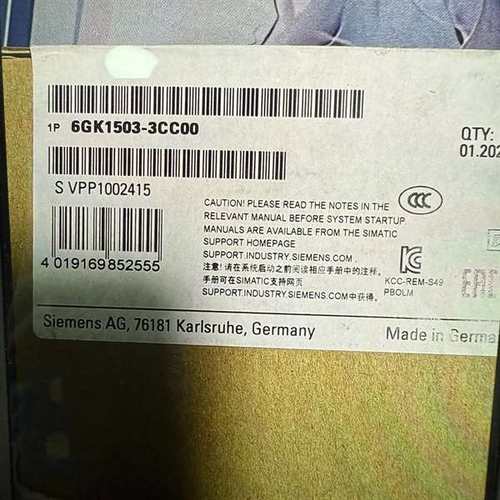 1P 6GK1503-3CC00
QTY:
01.202
S VPP1002415
CAUTION! PLEASE READ THE NOTES IN THE
RELEVANT MANUAL BEFORE SYSTEM STARTUP
MANUALS ARE AVAILABLE FROM THE SIMATIC
SUPPORT HOMEPAGE
SUPPORT.INDUSTRY.SIEMENS.COM
注意!请在系统启动之前阅读相应手册中的注释。
手册可在SIMATIC支持网页
SUPPORT.INDUSTRY.SIEMENS.COM中获得。
CCC
KCC-REM-S49
PBOLM
EAC
4 019169852555
Siemens AG, 76181 Karlsruhe, Germany
Made in Germa